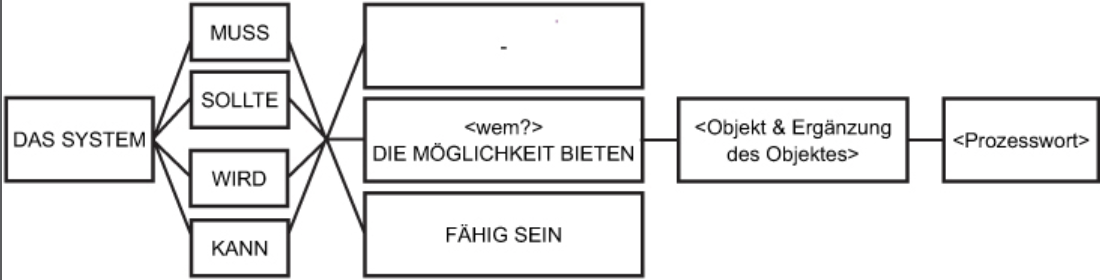 DAS SYSTEM
MUSS
SOLLTE
WIRD
KANN
-
<wem?>
DIE MÖGLICHKEIT BIETEN
FÄHIG SEIN
<Objekt & Ergänzung
des Objektes>
<Prozesswort>